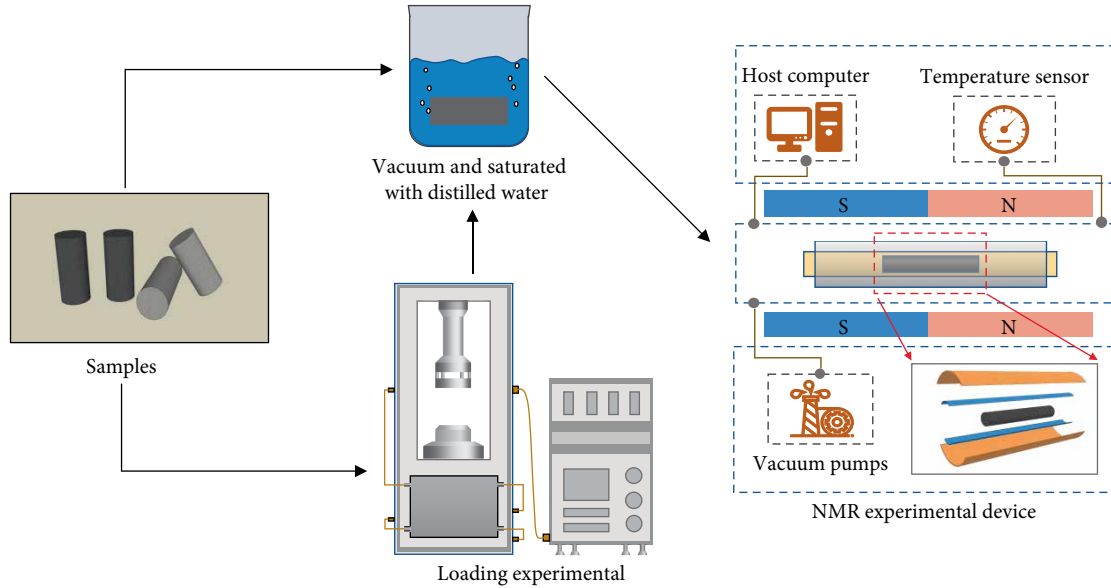 Vacuum and saturated
with distilled water
Samples
Loading experimental
Host computer
Temperature sensor
S
N
S
N
Vacuum pumps
NMR experimental device